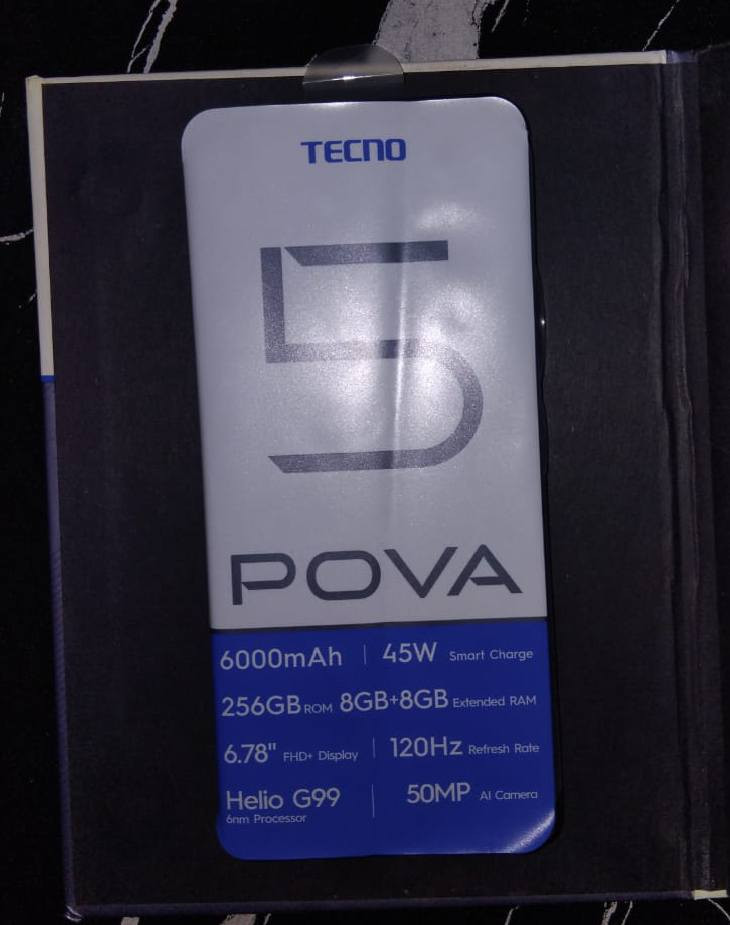 TECNO
5
POVA
6000mAh | 45W Smart Charge
256GB ROM 8GB+8GB Extended RAM
6.78" FHD+ Display | 120Hz Refresh Rate
Helio G99 | 50MP AI Camera
6nm Processor